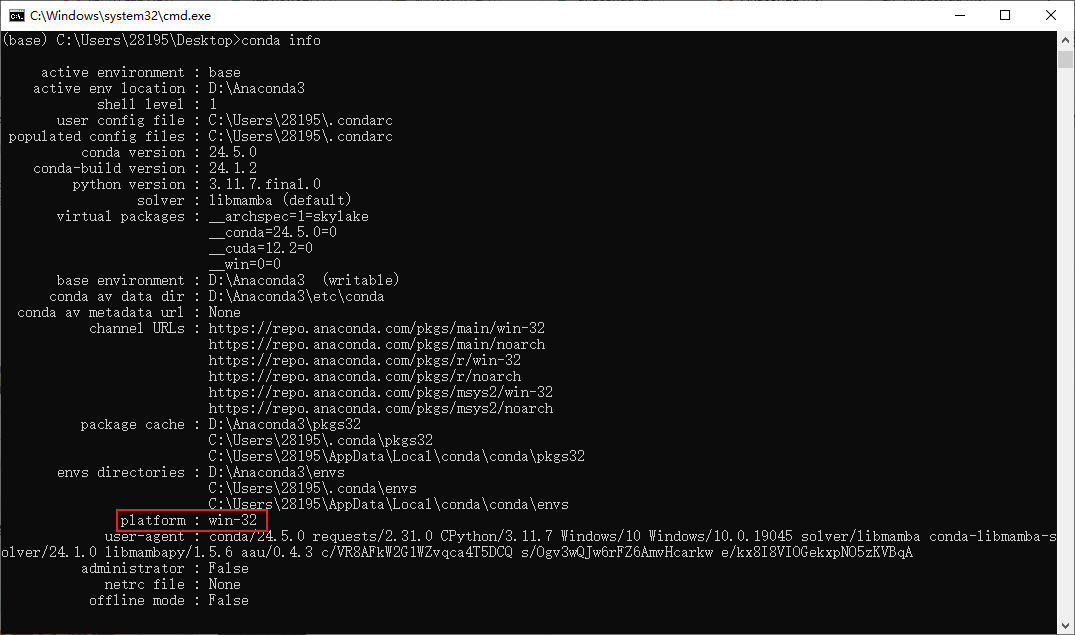 C:\Windows\system32\cmd.exe
(base) C:\Users\28195\Desktop>conda info
active environment : base
active env location : D:\Anaconda3
shell level : 1
user config file : C:\Users\28195\.condarc
populated config files : C:\Users\28195\.condarc
conda version : 24.5.0
conda-build version : 24.1.2
python version : 3.11.7.final.0
solver : libmamba (default)
virtual packages : __archspec=1=skylake
__conda=24.5.0=0
__cuda=12.2=0
__win=0=0
base environment : D:\Anaconda3  (writable)
conda av data dir : D:\Anaconda3\etc\conda
conda av metadata url : None
channel URLs : https://repo.anaconda.com/pkgs/main/win-32
https://repo.anaconda.com/pkgs/main/noarch
https://repo.anaconda.com/pkgs/r/win-32
https://repo.anaconda.com/pkgs/r/noarch
https://repo.anaconda.com/pkgs/msys2/win-32
https://repo.anaconda.com/pkgs/msys2/noarch
package cache : D:\Anaconda3\pkgs32
C:\Users\28195\.conda\pkgs32
C:\Users\28195\AppData\Local\conda\conda\pkgs32
envs directories : D:\Anaconda3\envs
C:\Users\28195\.conda\envs
C:\Users\28195\AppData\Local\conda\conda\envs
platform : win-32
user-agent : conda/24.5.0 requests/2.31.0 CPython/3.11.7 Windows/10 Windows/10.0.19045 solver/libmamba conda-libmamba-s
olver/24.1.0 libmambapy/1.5.6 aau/0.4.3 c/VR8AFkW2G1WZvqca4T5DCQ s/Ogv3wQJw6rFZ6AmvHcarkw e/kx8I8VIOGekxpNO5zKVBqA
administrator : False
netrc file : None
offline mode : False